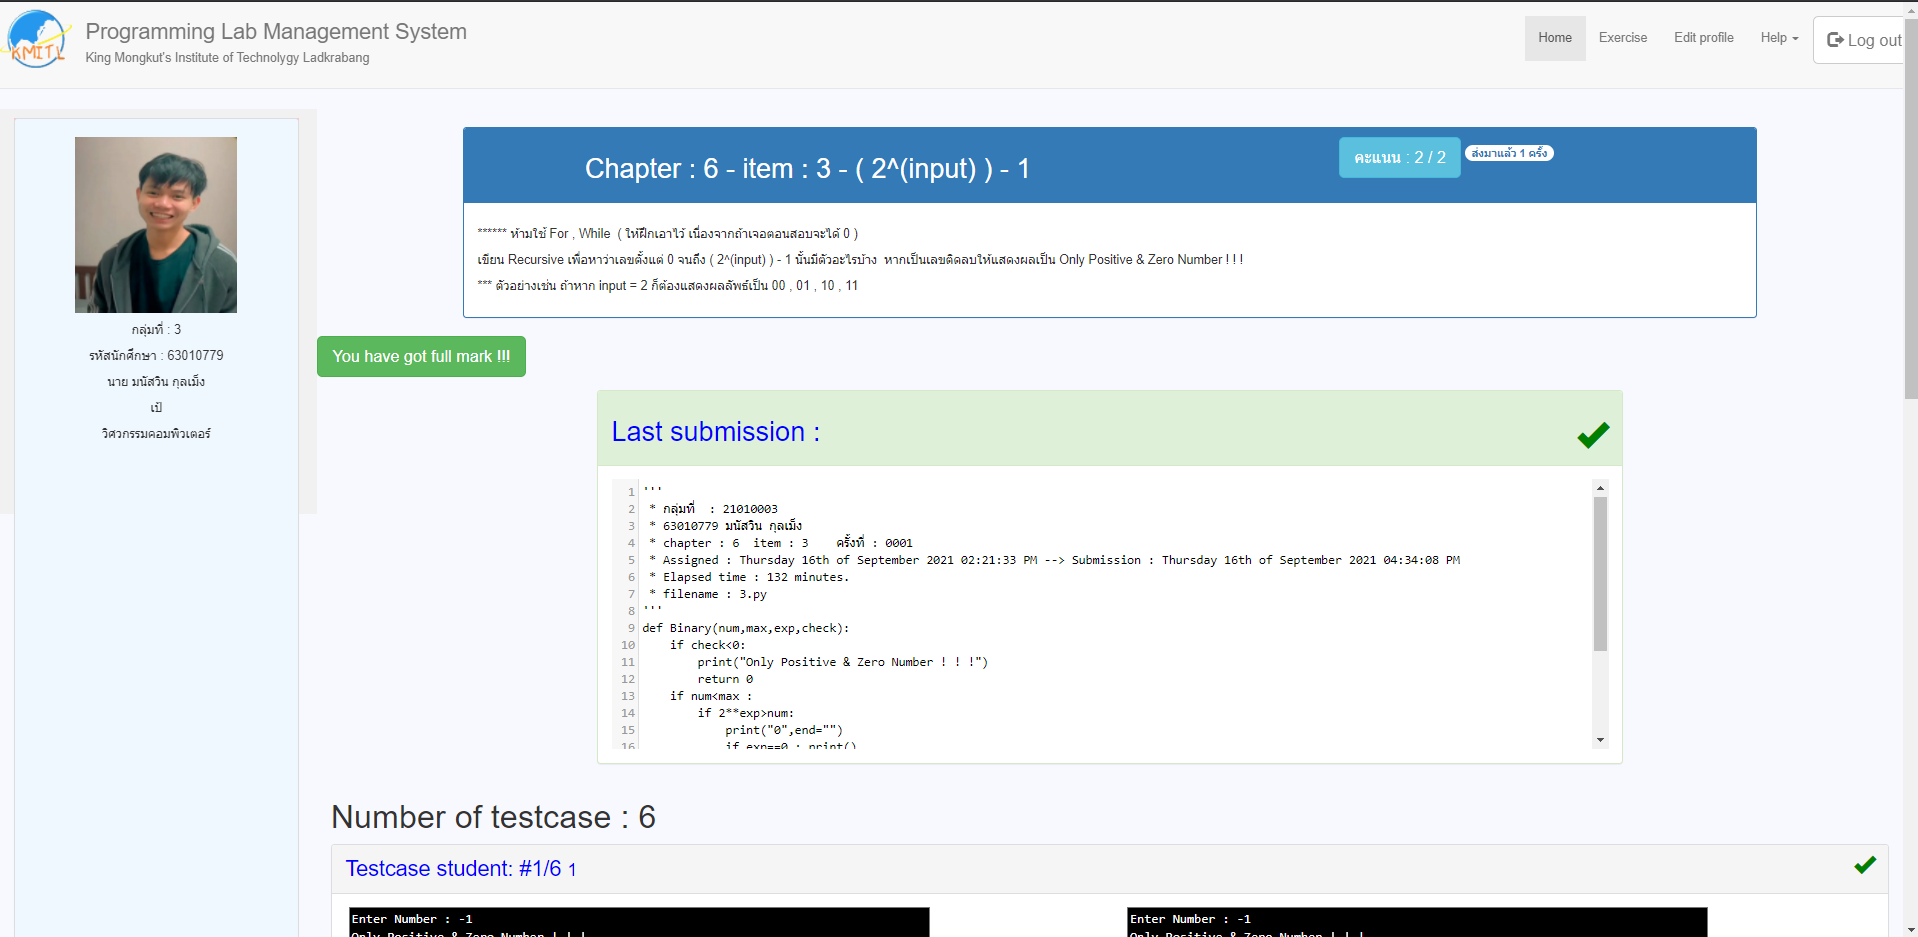 KMITL
Programming Lab Management System
King Mongkut's Institute of Technolygy Ladkrabang
Home
Exercise
Edit profile
Help
Log out
กลุ่มที่ : 3
รหัสนักศึกษา : 63010779
นาย มนัสวิน กุลเม็ง
เป้
วิศวกรรมคอมพิวเตอร์
Chapter : 6 - item : 3 - ( 2^(input) ) - 1
คะแนน : 2 / 2
ส่งมาแล้ว 1 ครั้ง
****** ห้ามใช้ For , While ( ให้ฝึกเอาไว้ เนื่องจากถ้าเจอตอนสอบจะได้ 0 )
เขียน Recursive เพื่อหาว่าเลขตั้งแต่ 0 จนถึง ( 2^(input) ) - 1 นั้นมีตัวอะไรบ้าง หากเป็นเลขติดลบให้แสดงผลเป็น Only Positive & Zero Number ! ! !
*** ตัวอย่างเช่น ถ้าหาก input = 2 ก็ต้องแสดงผลลัพธ์เป็น 00 , 01 , 10 , 11
You have got full mark !!!
Last submission :
1 '''
2 * กลุ่มที่ : 21010003
3 * 63010779 มนัสวิน กุลเม็ง
4 * chapter : 6 item : 3 ครั้งที่ : 0001
5 * Assigned : Thursday 16th of September 2021 02:21:33 PM --> Submission : Thursday 16th of September 2021 04:34:08 PM
6 * Elapsed time : 132 minutes.
7 * filename : 3.py
8 '''
9 def Binary(num,max,exp,check):
10 if check<0:
11 print("Only Positive & Zero Number ! ! !")
12 return 0
13 if num<max :
14 if 2**exp>num:
15 print("0",end="")
16 if exp==0 : print()
Number of testcase : 6
Testcase student: #1/6 1
Enter Number : -1
Only Positive & Zero Number ! ! !
Enter Number : -1
Only Positive & Zero Number ! ! !